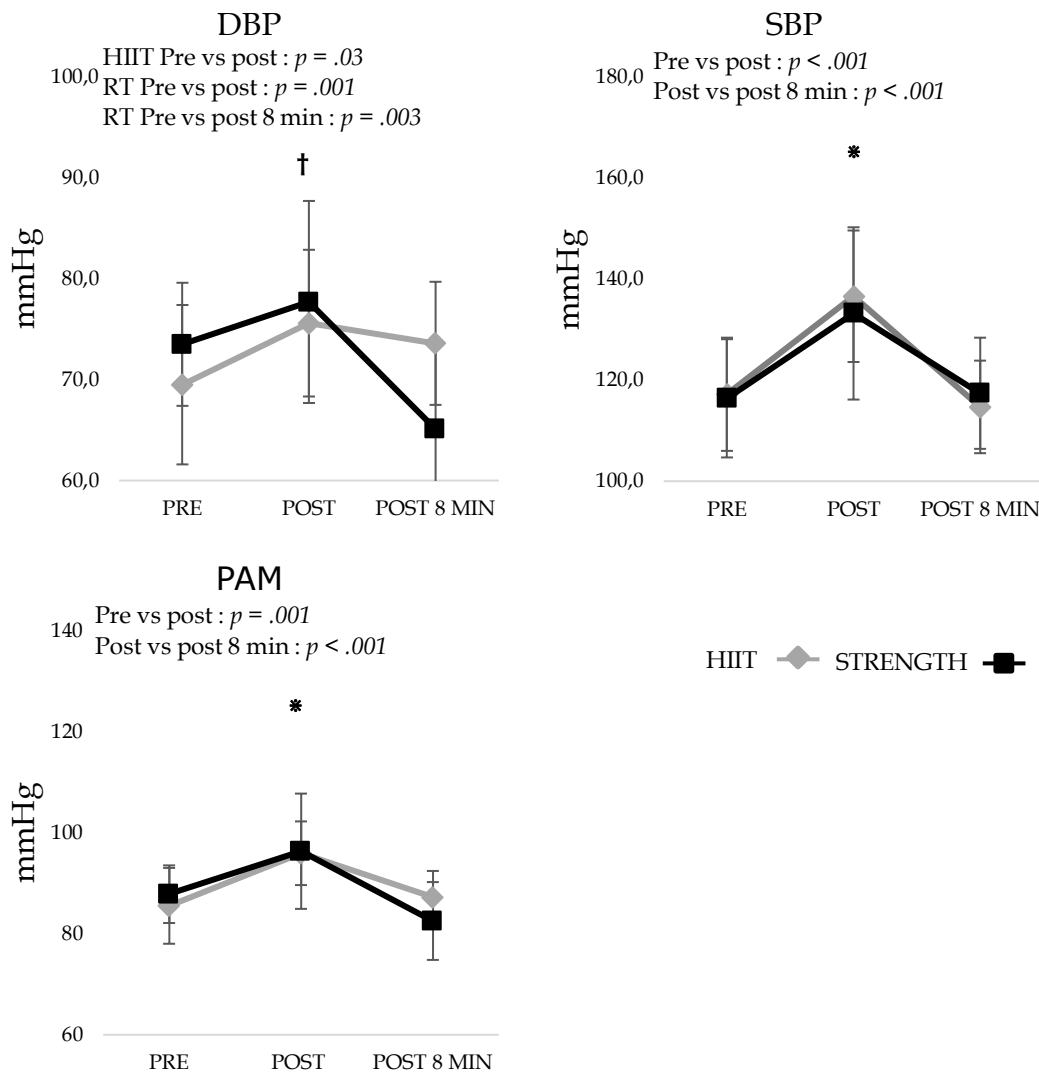 DBP
HIIT Pre vs post : p = .03
RT Pre vs post : p = .001
RT Pre vs post 8 min : p = .003
†
100,0
90,0
80,0
70,0
60,0
mmHg
PRE POST POST 8 MIN
SBP
Pre vs post : p < .001
Post vs post 8 min : p < .001
*
180,0
160,0
140,0
120,0
100,0
mmHg
PRE POST POST 8 MIN
PAM
Pre vs post : p = .001
Post vs post 8 min : p < .001
*
140
120
100
80
60
mmHg
PRE POST POST 8 MIN
HIIT STRENGTH